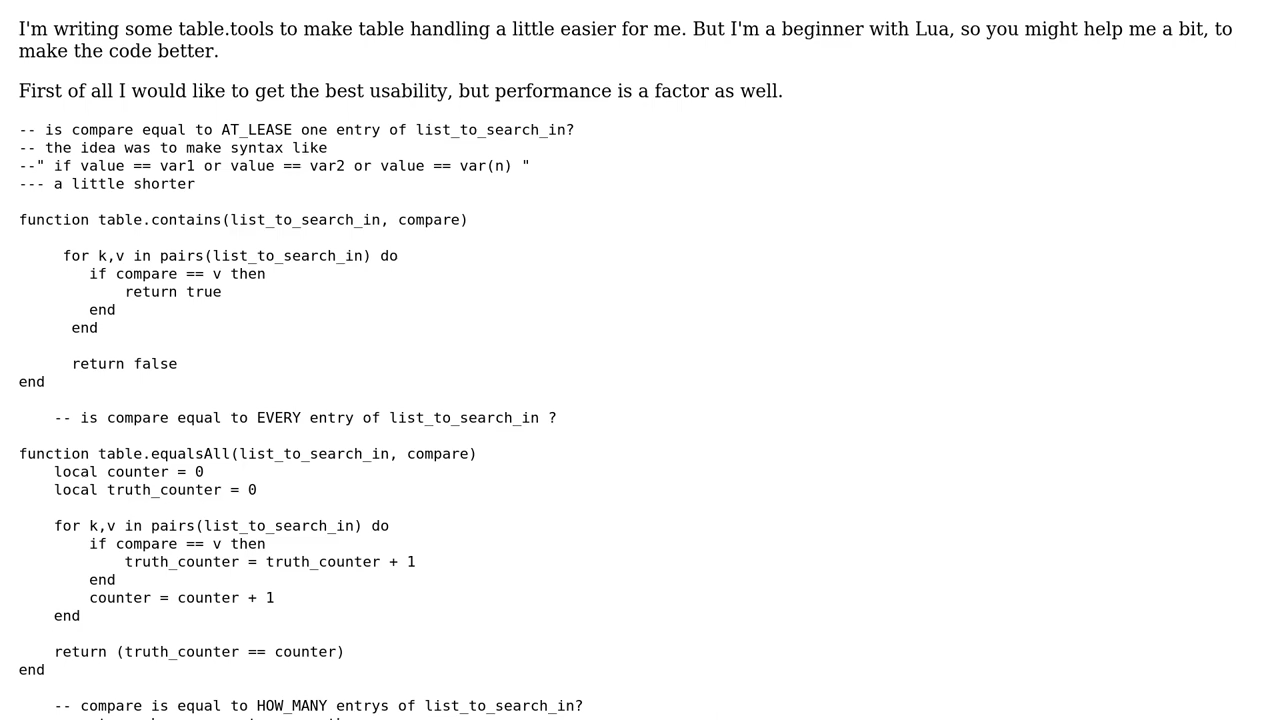 I'm writing some table.tools to make table handling a little easier for me. But I'm a beginner with Lua, so you might help me a bit, to
make the code better.
First of all I would like to get the best usability, but performance is a factor as well.
-- is compare equal to AT_LEASE one entry of list_to_search_in?
-- the idea was to make syntax like
--" if value == var1 or value == var2 or value == var(n) "
--- a little shorter
function table.contains(list_to_search_in, compare)
for k,v in pairs(list_to_search_in) do
if compare == v then
return true
end
end
return false
end
-- is compare equal to EVERY entry of list_to_search_in ?
function table.equalsAll(list_to_search_in, compare)
local counter = 0
local truth_counter = 0
for k,v in pairs(list_to_search_in) do
if compare == v then
truth_counter = truth_counter + 1
end
counter = counter + 1
end
return (truth_counter == counter)
end
-- compare is equal to HOW_MANY entrys of list_to_search_in?